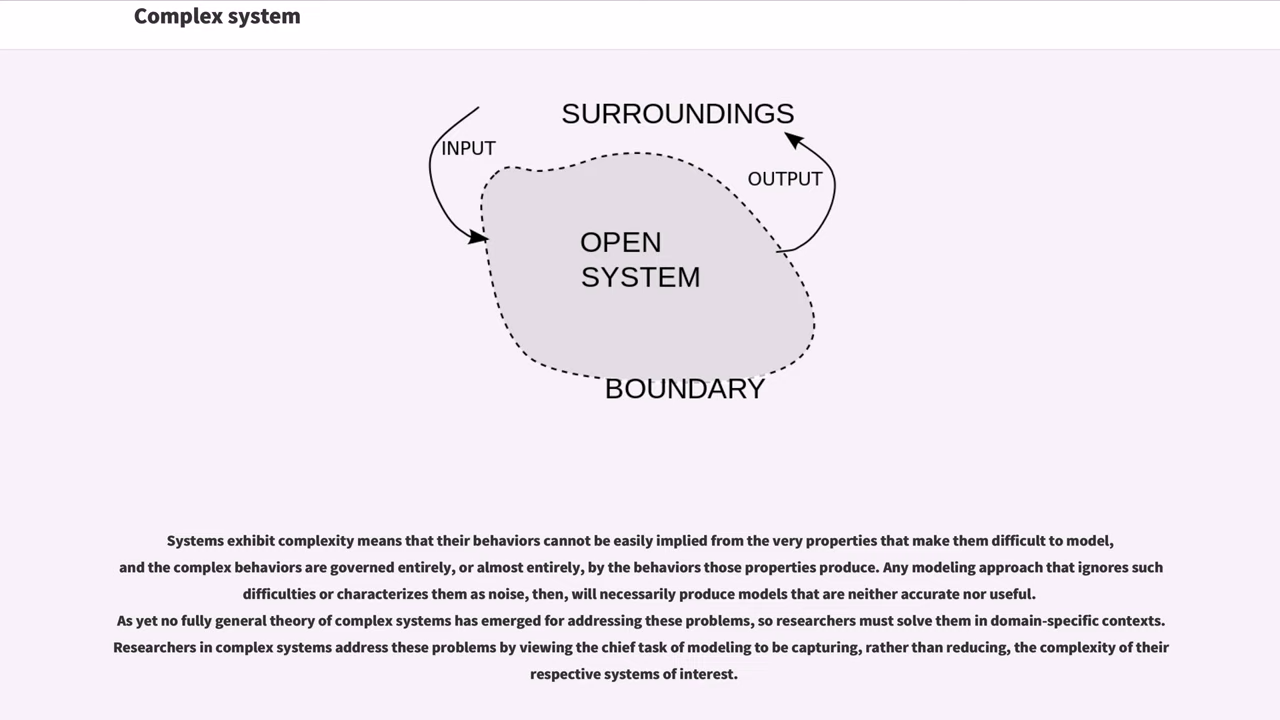 Complex system
SURROUNDINGS
INPUT
OUTPUT
OPEN
SYSTEM
BOUNDARY
Systems exhibit complexity means that their behaviors cannot be easily implied from the very properties that make them difficult to model,
and the complex behaviors are governed entirely, or almost entirely, by the behaviors those properties produce. Any modeling approach that ignores such
difficulties or characterizes them as noise, then, will necessarily produce models that are neither accurate nor useful.
As yet no fully general theory of complex systems has emerged for addressing these problems, so researchers must solve them in domain-specific contexts.
Researchers in complex systems address these problems by viewing the chief task of modeling to be capturing, rather than reducing, the complexity of their
respective systems of interest.